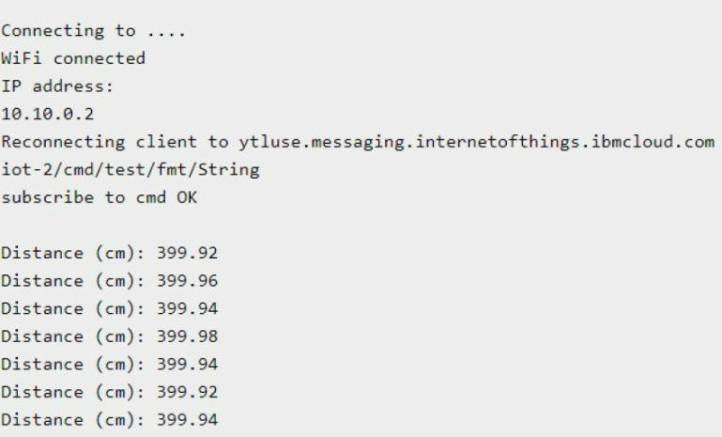 Connecting to ....
WiFi connected
IP address:
10.10.0.2
Reconnecting client to ytluse.messaging.internetofthings.ibmcloud.com
iot-2/cmd/test/fmt/String
subscribe to cmd OK
Distance (cm): 399.92
Distance (cm): 399.96
Distance (cm): 399.94
Distance (cm): 399.98
Distance (cm): 399.94
Distance (cm): 399.92
Distance (cm): 399.94